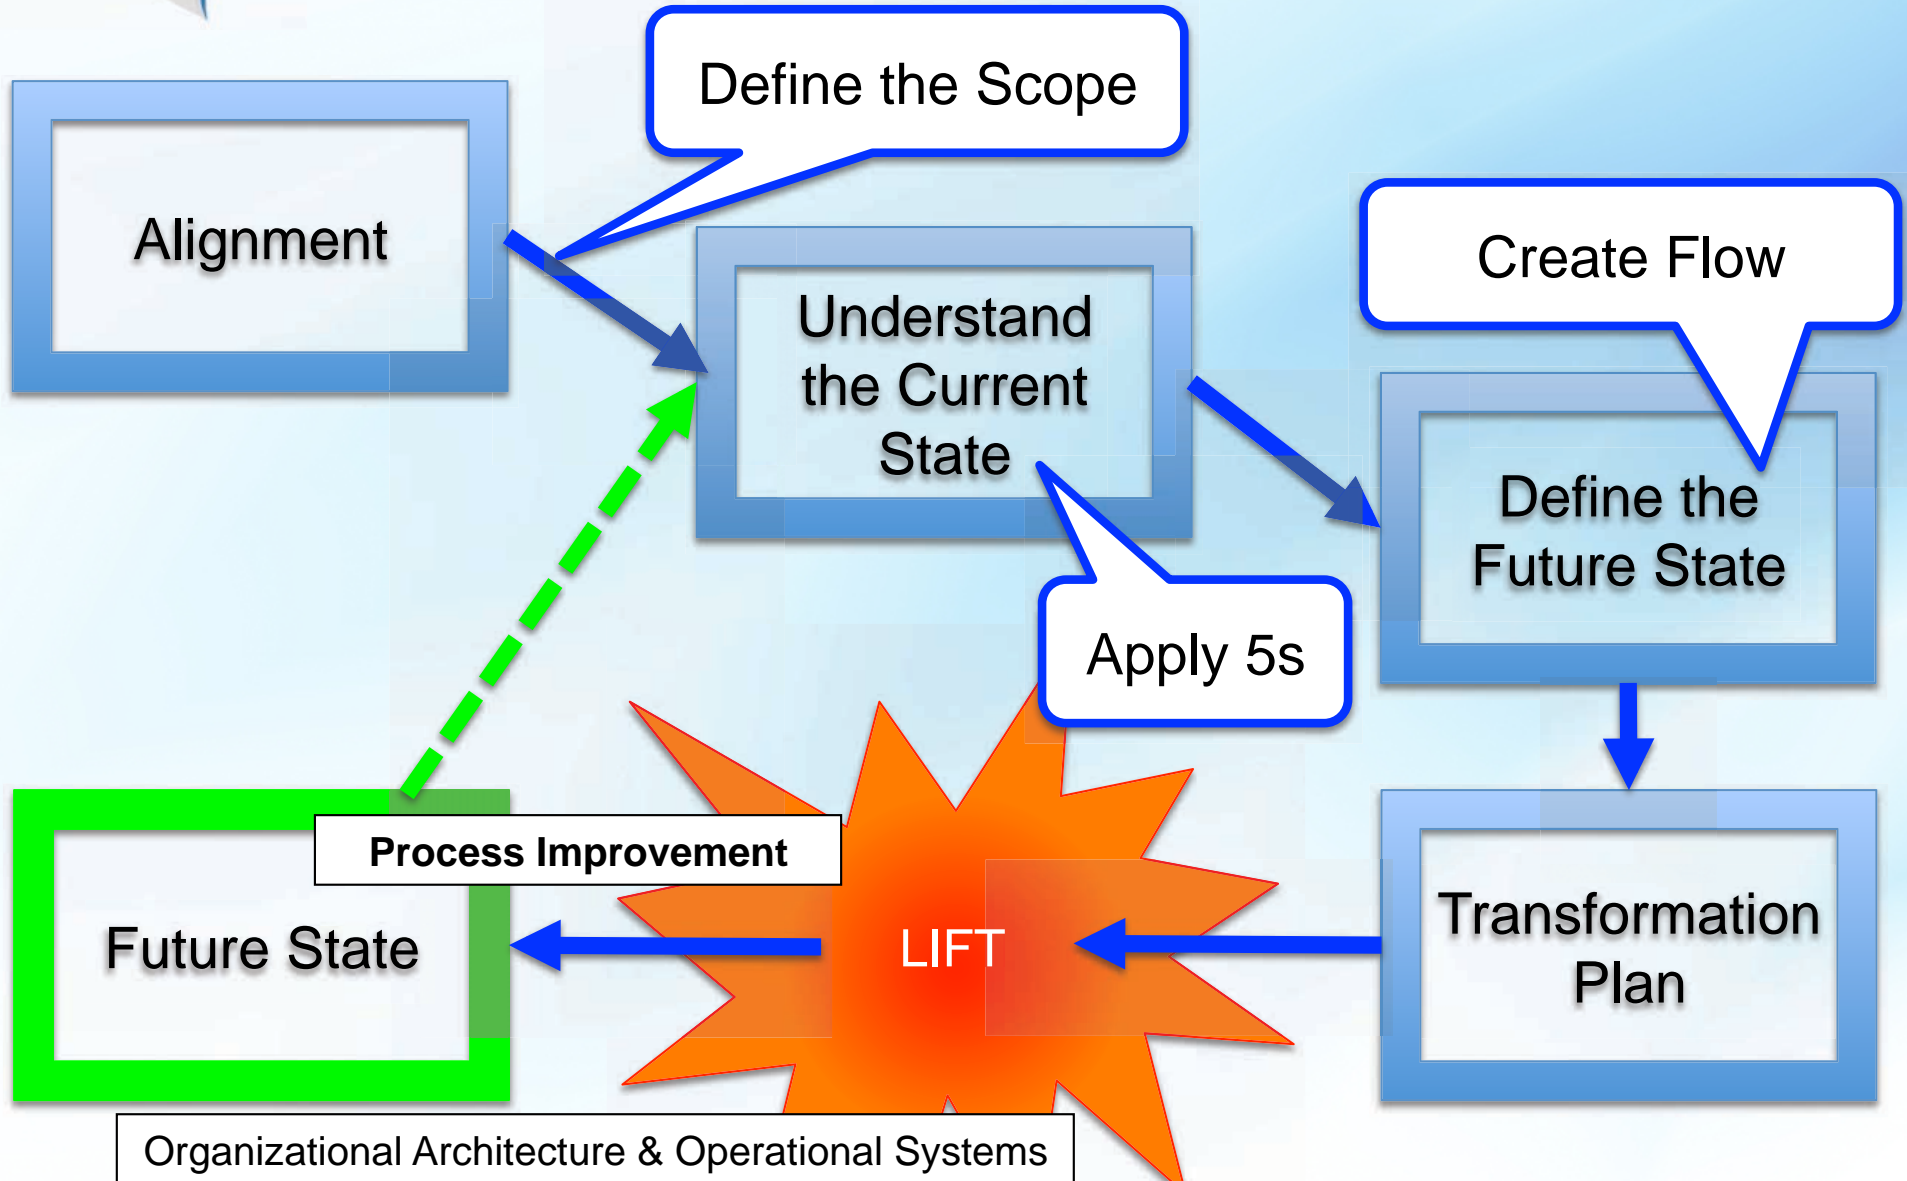 Define the Scope
Alignment
Create Flow
Understand
the Current
State
Define the
Future State
Apply 5s
Process Improvement
Future State
LIFT
Transformation
Plan
Organizational Architecture & Operational Systems